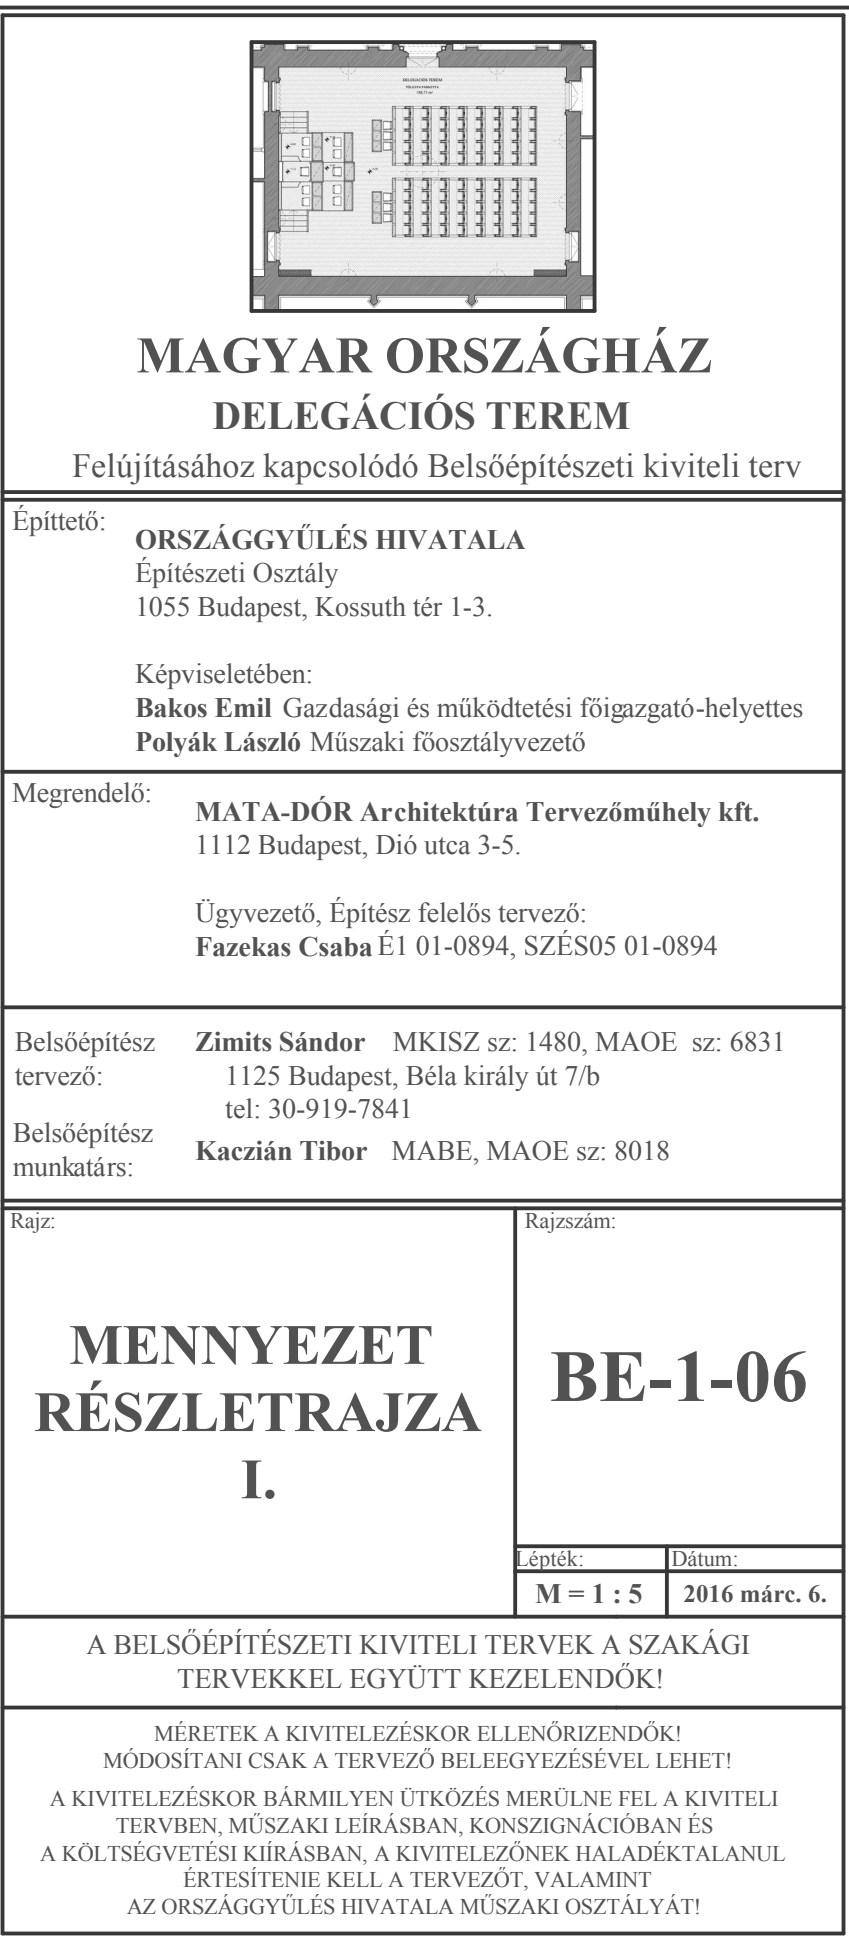 DELEGÁCIÓS TEREM
MAGYAR ORSZÁGHÁZ
DELEGÁCIÓS TEREM
Felújításához kapcsolódó Belsőépítészeti kiviteli terv
Építtető:
ORSZÁGGYŰLÉS HIVATALA
Építészeti Osztály
1055 Budapest, Kossuth tér 1-3.
Képviseletében:
Bakos Emil Gazdasági és működtetési főigazgató-helyettes
Polyák László Műszaki főosztályvezető
Megrendelő:
MATA-DÓR Architektúra Tervezőműhely kft.
1112 Budapest, Dió utca 3-5.
Ügyvezető, Építész felelős tervező:
Fazekas Csaba É1 01-0894, SZÉS05 01-0894
Belsőépítész tervező:
Zimits Sándor MKISZ sz: 1480, MAOE sz: 6831
1125 Budapest, Béla király út 7/b
tel: 30-919-7841
Belsőépítész munkatárs:
Kaczián Tibor MABE, MAOE sz: 8018
Rajz:
MENNYEZET
RÉSZLETRAJZA
I.
Rajzszám:
BE-1-06
Lépték:
M = 1 : 5
Dátum:
2016 márc. 6.
A BELSŐÉPÍTÉSZETI KIVITELI TERVEK A SZAKÁGI
TERVEKKEL EGYÜTT KEZELENDŐK!
MÉRETEK A KIVITELEZÉSKOR ELLENŐRIZENDŐK!
MÓDOSÍTANI CSAK A TERVEZŐ BELEEGYEZÉSÉVEL LEHET!
A KIVITELEZÉSKOR BÁRMILYEN ÜTKÖZÉS MERÜLNE FEL A KIVITELI
TERVBEN, MŰSZAKI LEÍRÁSBAN, KONSZIGNÁCIÓBAN ÉS
A KÖLTSÉGVETÉSI KIÍRÁSBAN, A KIVITELEZŐNEK HALADÉKTALANUL
ÉRTESÍTENIE KELL A TERVEZŐT, VALAMINT
AZ ORSZÁGGYŰLÉS HIVATALA MŰSZAKI OSZTÁLYÁT!